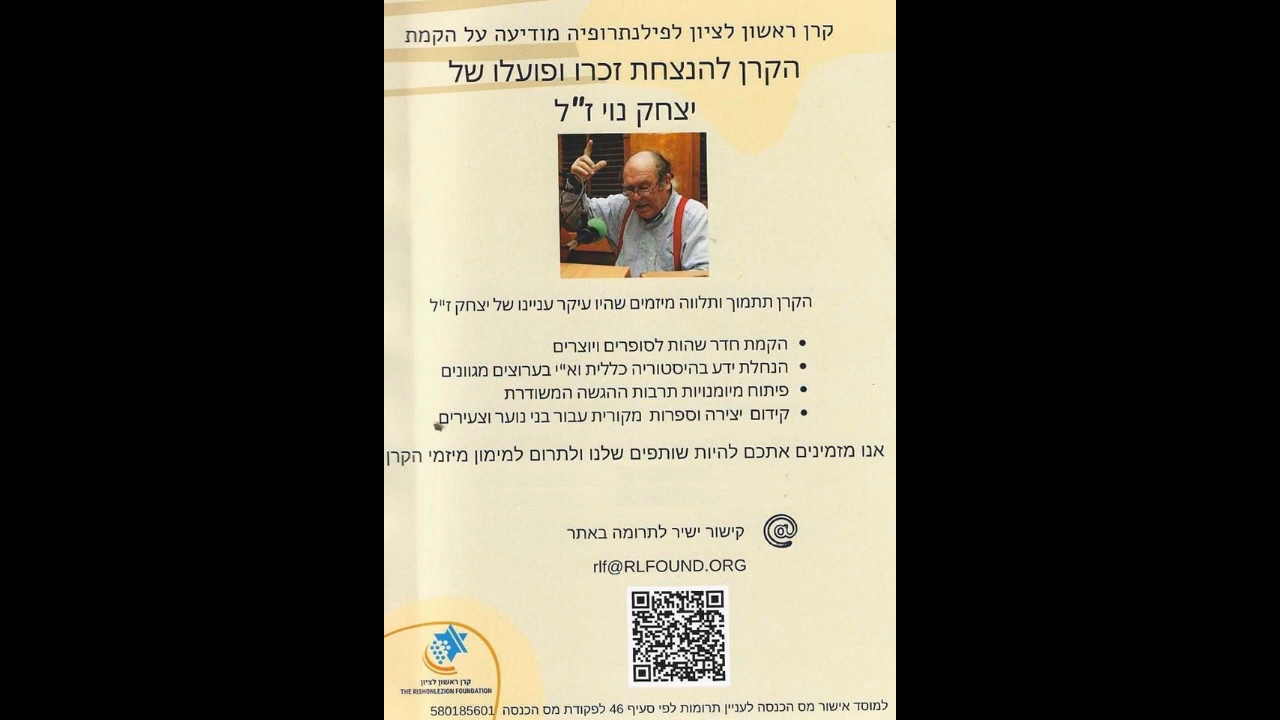 קרן ראשון לציון לפילנתרופיה מודיעה על הקמת
הקרן להנצחת זכרו ופועלו של
יצחק נוי ז"ל
הקרן תתמוך ותלווה מיזמים שהיו עיקר עניינו של יצחק ז"ל
• הקמת חדר שהות לסופרים ויוצרים
• הנחלת ידע בהיסטוריה כללית וא"י בערוצים מגוונים
• פיתוח מיומנויות תרבות ההגשה המשודרת
• קידום יצירה וספרות מקורית עבור בני נוער וצעירים
אנו מזמינים אתכם להיות שותפים שלנו ולתרום למימון מיזמי הקרן
@ קישור ישיר לתרומה באתר
rlf@RLFOUND.ORG
קרן ראשון לציון
THE RISHONLEZION FOUNDATION
למוסד אישור מס הכנסה לעניין תרומות לפי סעיף 46 לפקודת מס הכנסה 580185601